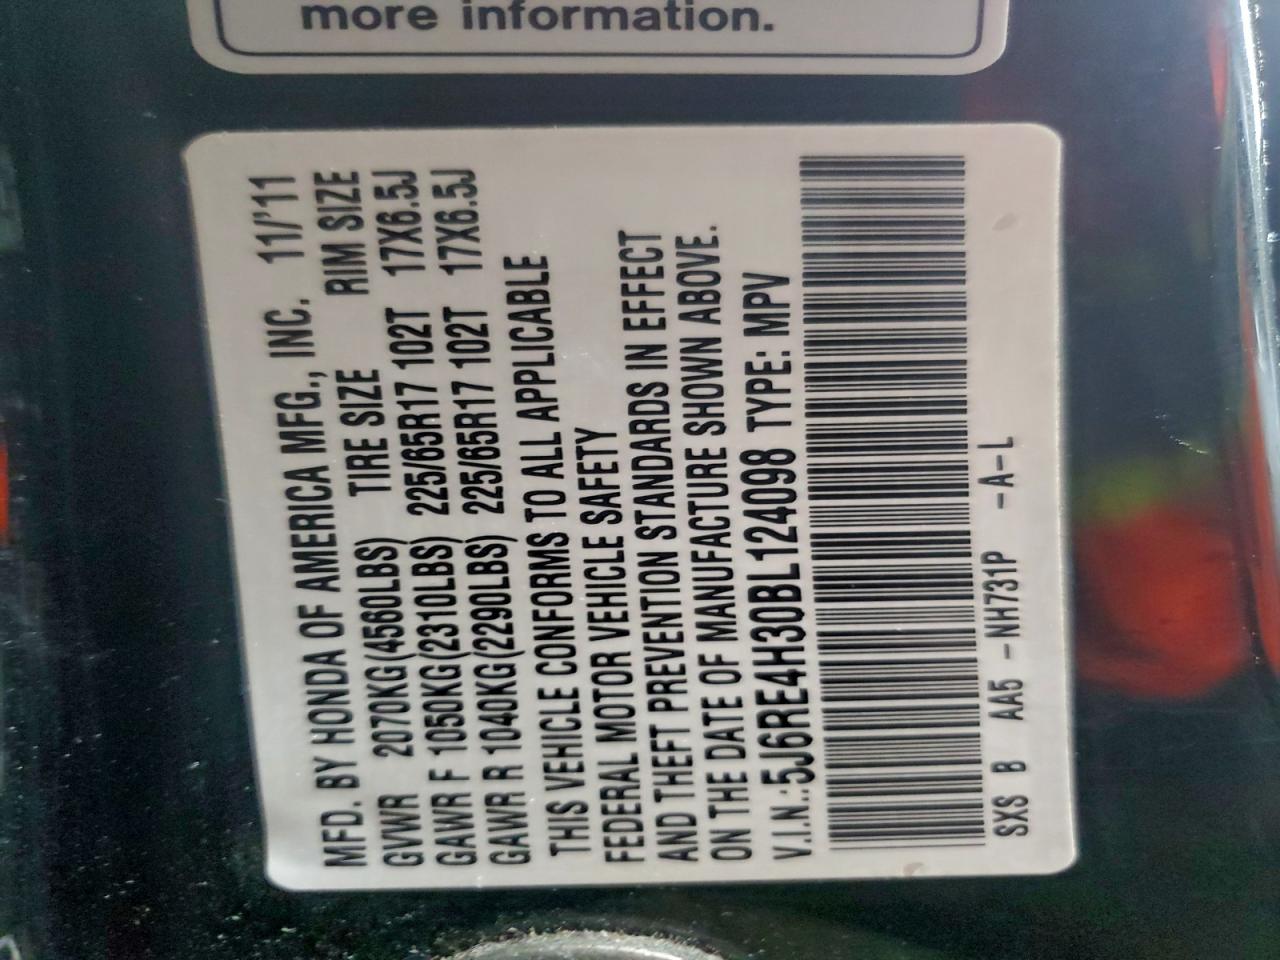 more information.
MFD. BY HONDA OF AMERICA MFG., INC. 11/'11
GVWR 2070KG(4560LBS) TIRE SIZE RIM SIZE
GAWR F 1050KG(2310LBS) 225/65R17 102T 17X6.5J
GAWR R 1040KG(2290LBS) 225/65R17 102T 17X6.5J
THIS VEHICLE CONFORMS TO ALL APPLICABLE
FEDERAL MOTOR VEHICLE SAFETY
AND THEFT PREVENTION STANDARDS IN EFFECT
ON THE DATE OF MANUFACTURE SHOWN ABOVE.
V.I.N.:5J6RE4H30BL124098 TYPE: MPV
SXS B AA5 -NH731P -A-L